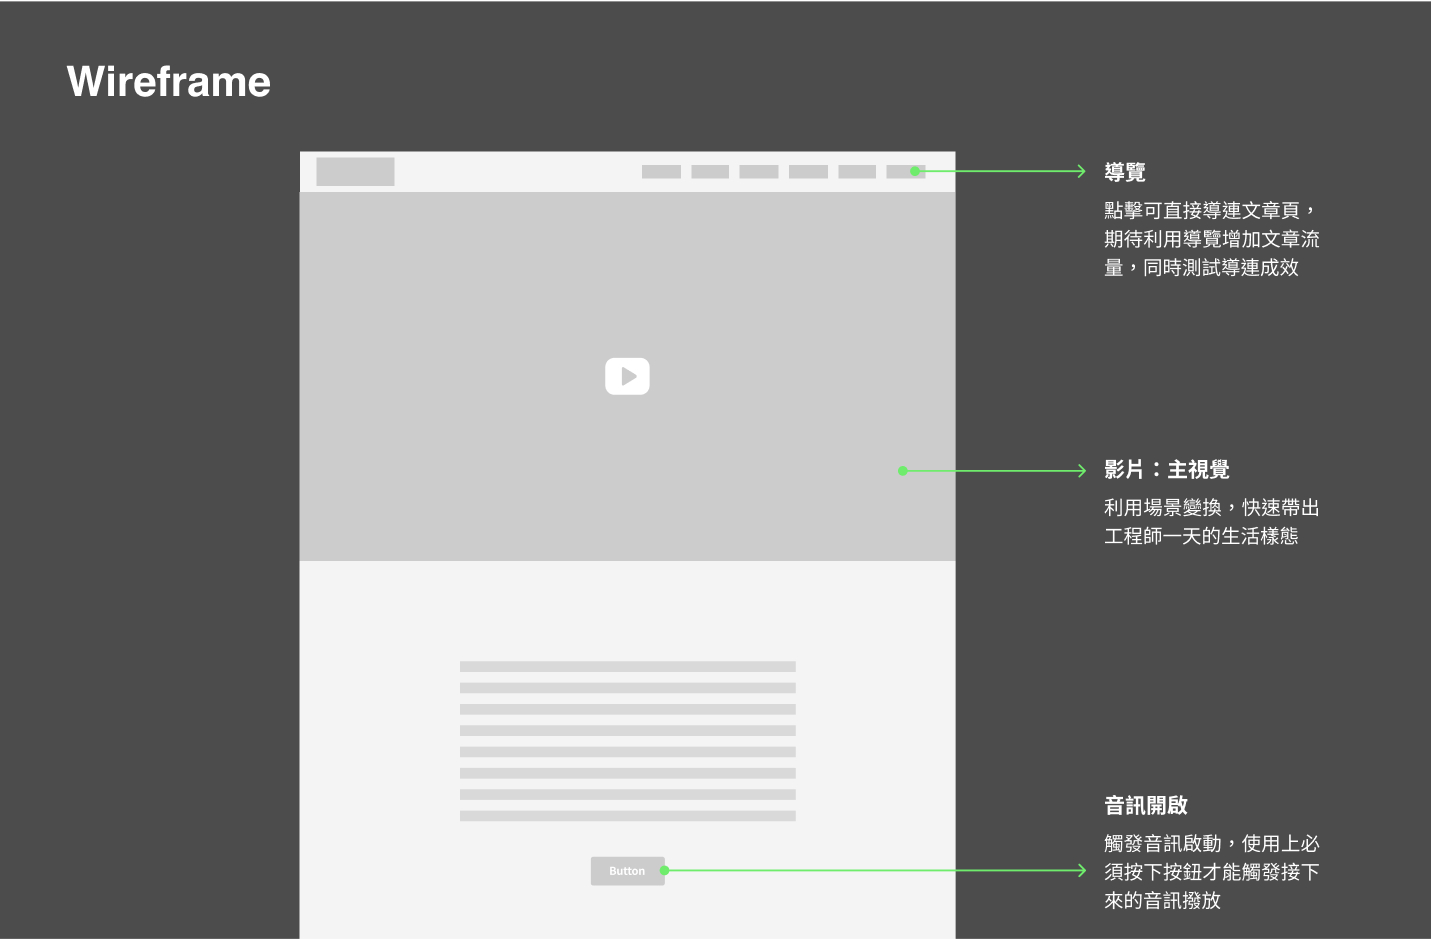 Wireframe
導覽
點擊可直接導連文章頁，
期待利用導覽增加文章流
量，同時測試導連成效
影片：主視覺
利用場景變換，快速帶出
工程師一天的生活樣態
音訊開啟
觸發音訊啟動，使用上必
須按下按鈕才能觸發接下
來的音訊撥放
Button